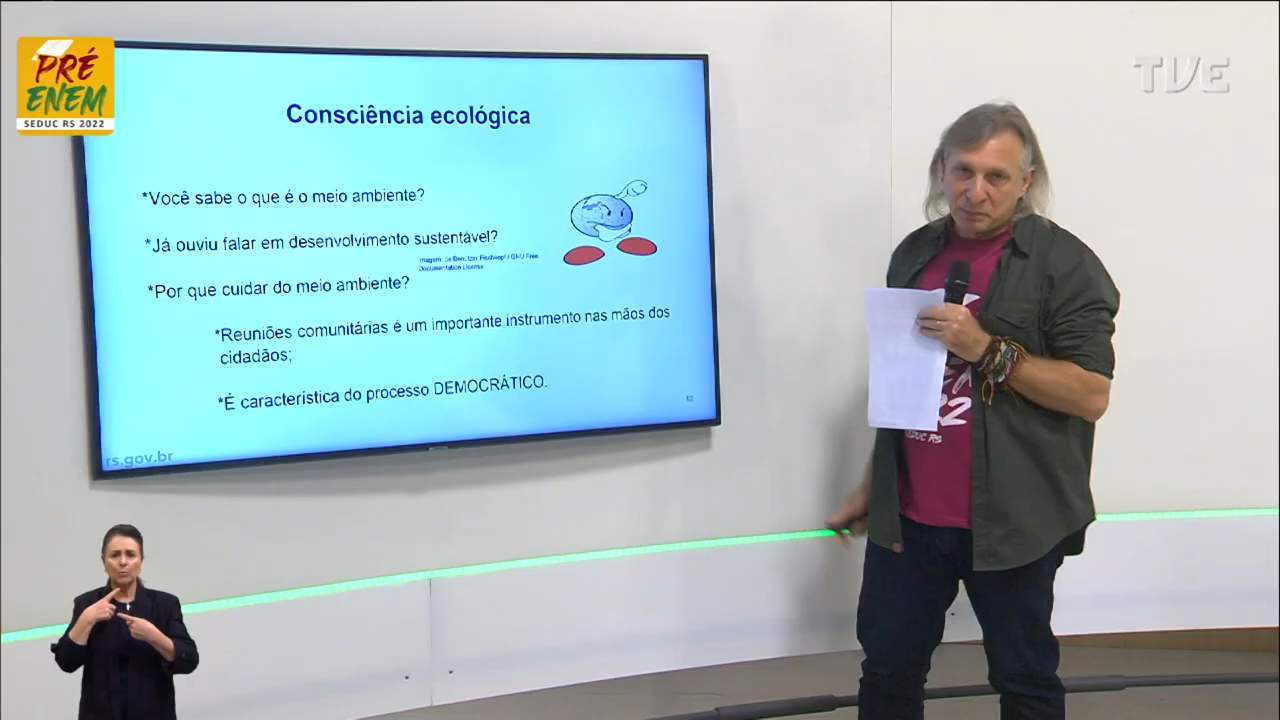 PRÉ
ENEM
SEDUC RS 2022
TVE
Consciência ecológica
*Você sabe o que é o meio ambiente?
*Já ouviu falar em desenvolvimento sustentável?
*Por que cuidar do meio ambiente?
*Reuniões comunitárias é um importante instrumento nas mãos dos
cidadãos;
*É característica do processo DEMOCRÁTICO.
rs.gov.br
SEDUC RS